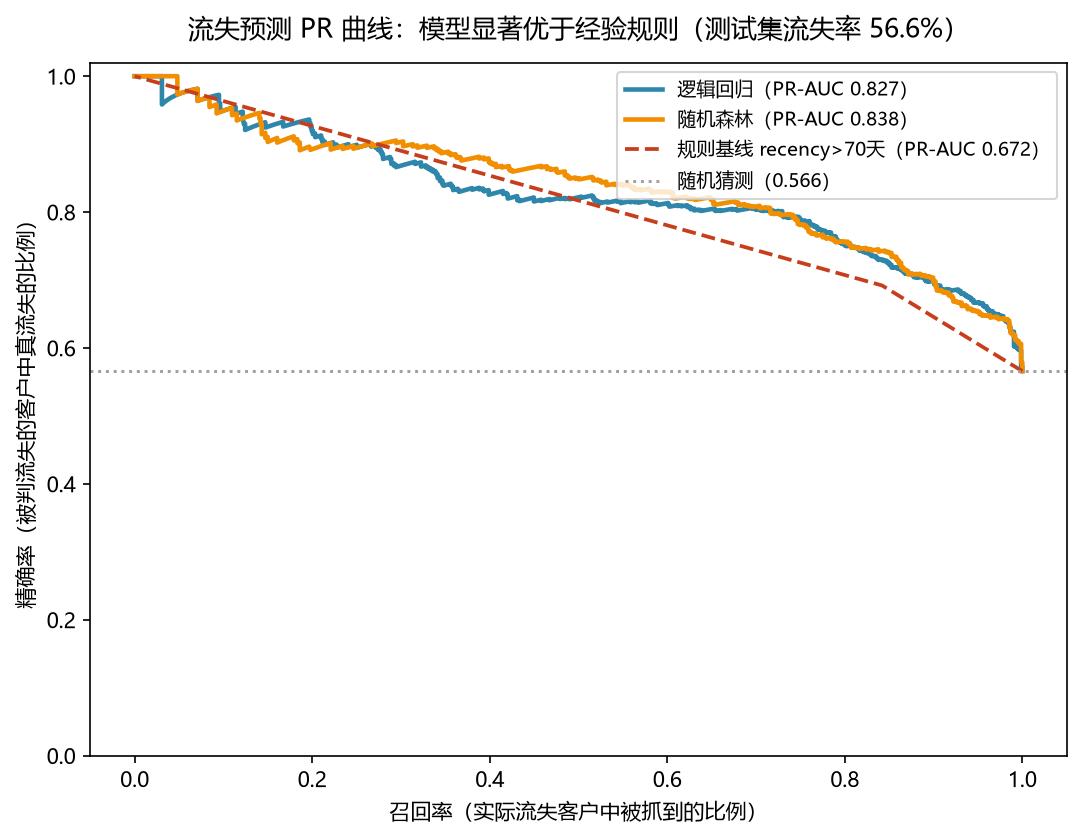 流失预测 PR 曲线：模型显著优于经验规则（测试集流失率 56.6%）
逻辑回归（PR-AUC 0.827）
随机森林（PR-AUC 0.838）
规则基线 recency>70天（PR-AUC 0.672）
随机猜测（0.566）
精确率（被判流失的客户中真流失的比例）
1.0
0.8
0.6
0.4
0.2
0.0
0.0 0.2 0.4 0.6 0.8 1.0
召回率（实际流失客户中被抓到的比例）